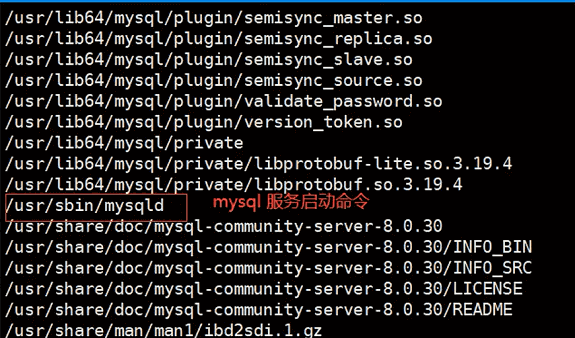 /usr/lib64/mysql/plugin/semisync_master.so
/usr/lib64/mysql/plugin/semisync_replica.so
/usr/lib64/mysql/plugin/semisync_slave.so
/usr/lib64/mysql/plugin/semisync_source.so
/usr/lib64/mysql/plugin/validate_password.so
/usr/lib64/mysql/plugin/version_token.so
/usr/lib64/mysql/private
/usr/lib64/mysql/private/libprotobuf-lite.so.3.19.4
/usr/lib64/mysql/private/libprotobuf.so.3.19.4
/usr/sbin/mysqld mysql 服务启动命令
/usr/share/doc/mysql-community-server-8.0.30
/usr/share/doc/mysql-community-server-8.0.30/INFO_BIN
/usr/share/doc/mysql-community-server-8.0.30/INFO_SRC
/usr/share/doc/mysql-community-server-8.0.30/LICENSE
/usr/share/doc/mysql-community-server-8.0.30/README
/usr/share/man/man1/ibd2sdi.1.gz